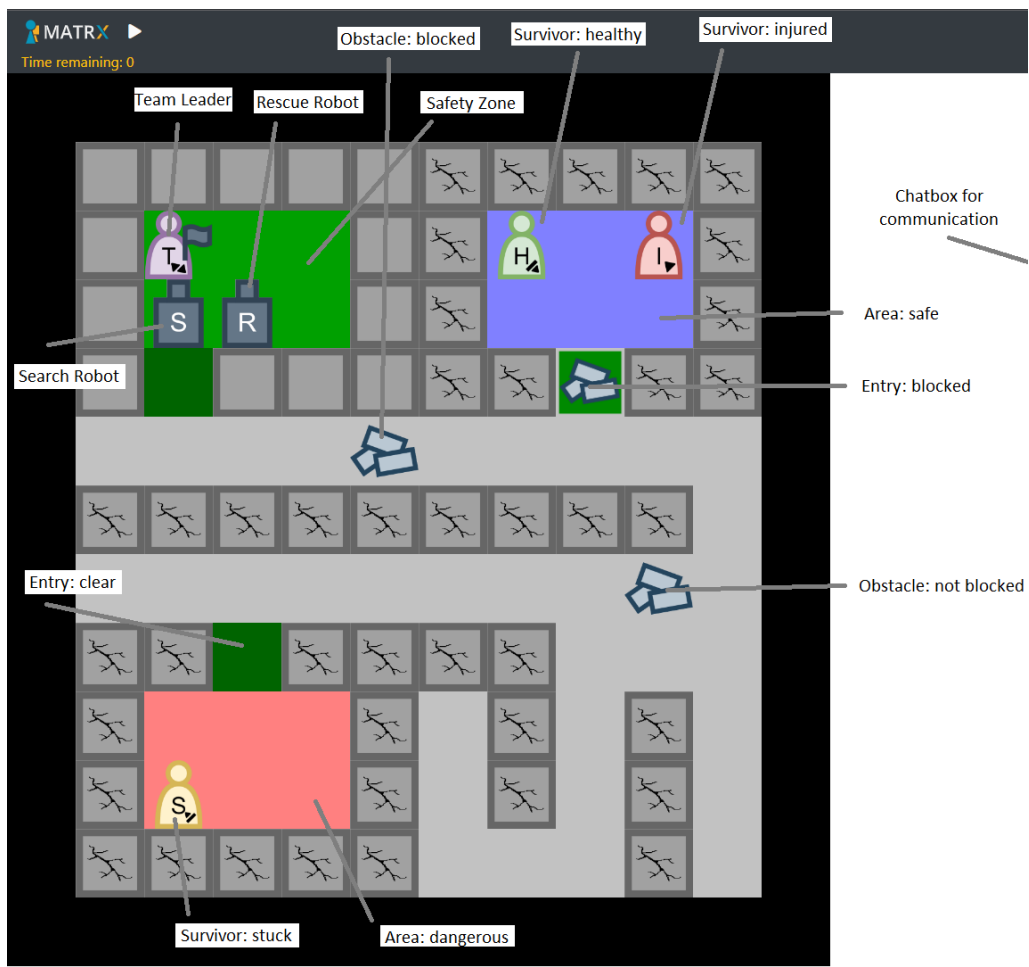 MATRX
Time remaining: 0
Obstacle: blocked
Survivor: healthy
Survivor: injured
Team Leader
Rescue Robot
Safety Zone
Chatbox for
communication
T
H
I
S
R
Area: safe
Search Robot
Entry: blocked
Entry: clear
Obstacle: not blocked
S
Survivor: stuck
Area: dangerous